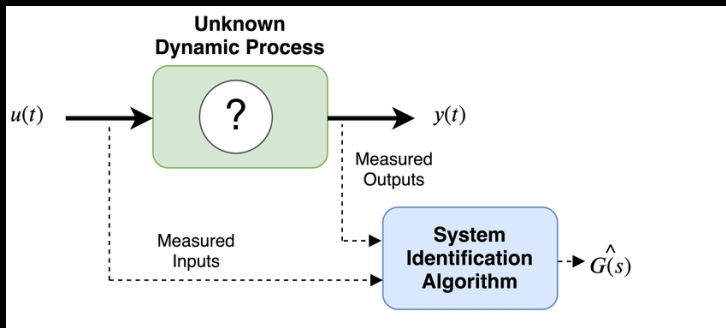 Unknown
Dynamic Process
u(t)
?
y(t)
Measured
Outputs
Measured
Inputs
System
Identification
Algorithm
Ĝ(s)